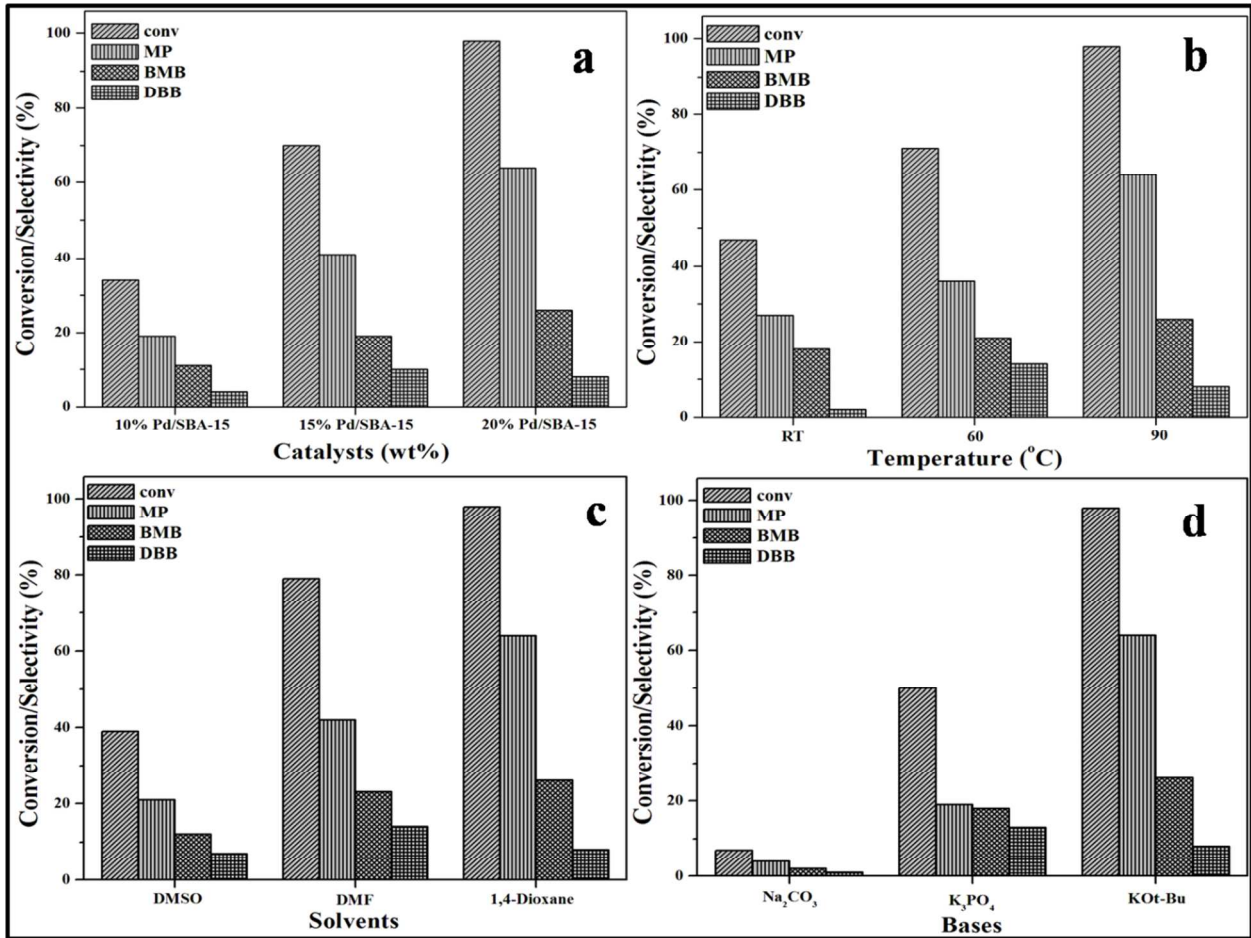 conv
MP
BMB
DBB
a
Conversion/Selectivity (%)
100
80
60
40
20
0
10% Pd/SBA-15 15% Pd/SBA-15 20% Pd/SBA-15
Catalysts (wt%)
conv
MP
BMB
DBB
b
Conversion/Selectivity (%)
100
80
60
40
20
0
RT 60 90
Temperature (°C)
conv
MP
BMB
DBB
c
Conversion/Selectivity (%)
100
80
60
40
20
0
DMSO DMF 1,4-Dioxane
Solvents
conv
MP
BMB
DBB
d
Conversion/Selectivity (%)
100
80
60
40
20
0
Na₂CO₃ K₃PO₄ KOt-Bu
Bases